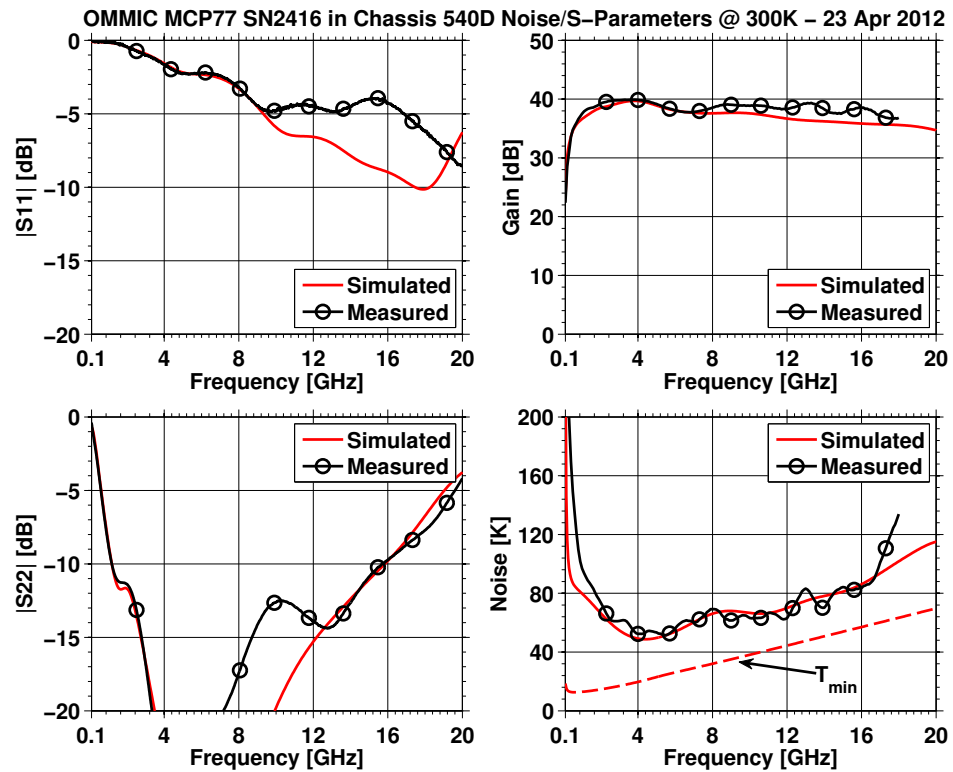 OMMIC MCP77 SN2416 in Chassis 540D Noise/S−Parameters @ 300K − 23 Apr 2012
0
−5
−10
−15
−20
|S11| [dB]
Simulated
Measured
0.1 4 8 12 16 20
Frequency [GHz]
50
40
30
20
10
0
Gain [dB]
Simulated
Measured
0.1 4 8 12 16 20
Frequency [GHz]
0
−5
−10
−15
−20
|S22| [dB]
Simulated
Measured
0.1 4 8 12 16 20
Frequency [GHz]
200
160
120
80
40
0
Noise [K]
Simulated
Measured
Tmin
0.1 4 8 12 16 20
Frequency [GHz]